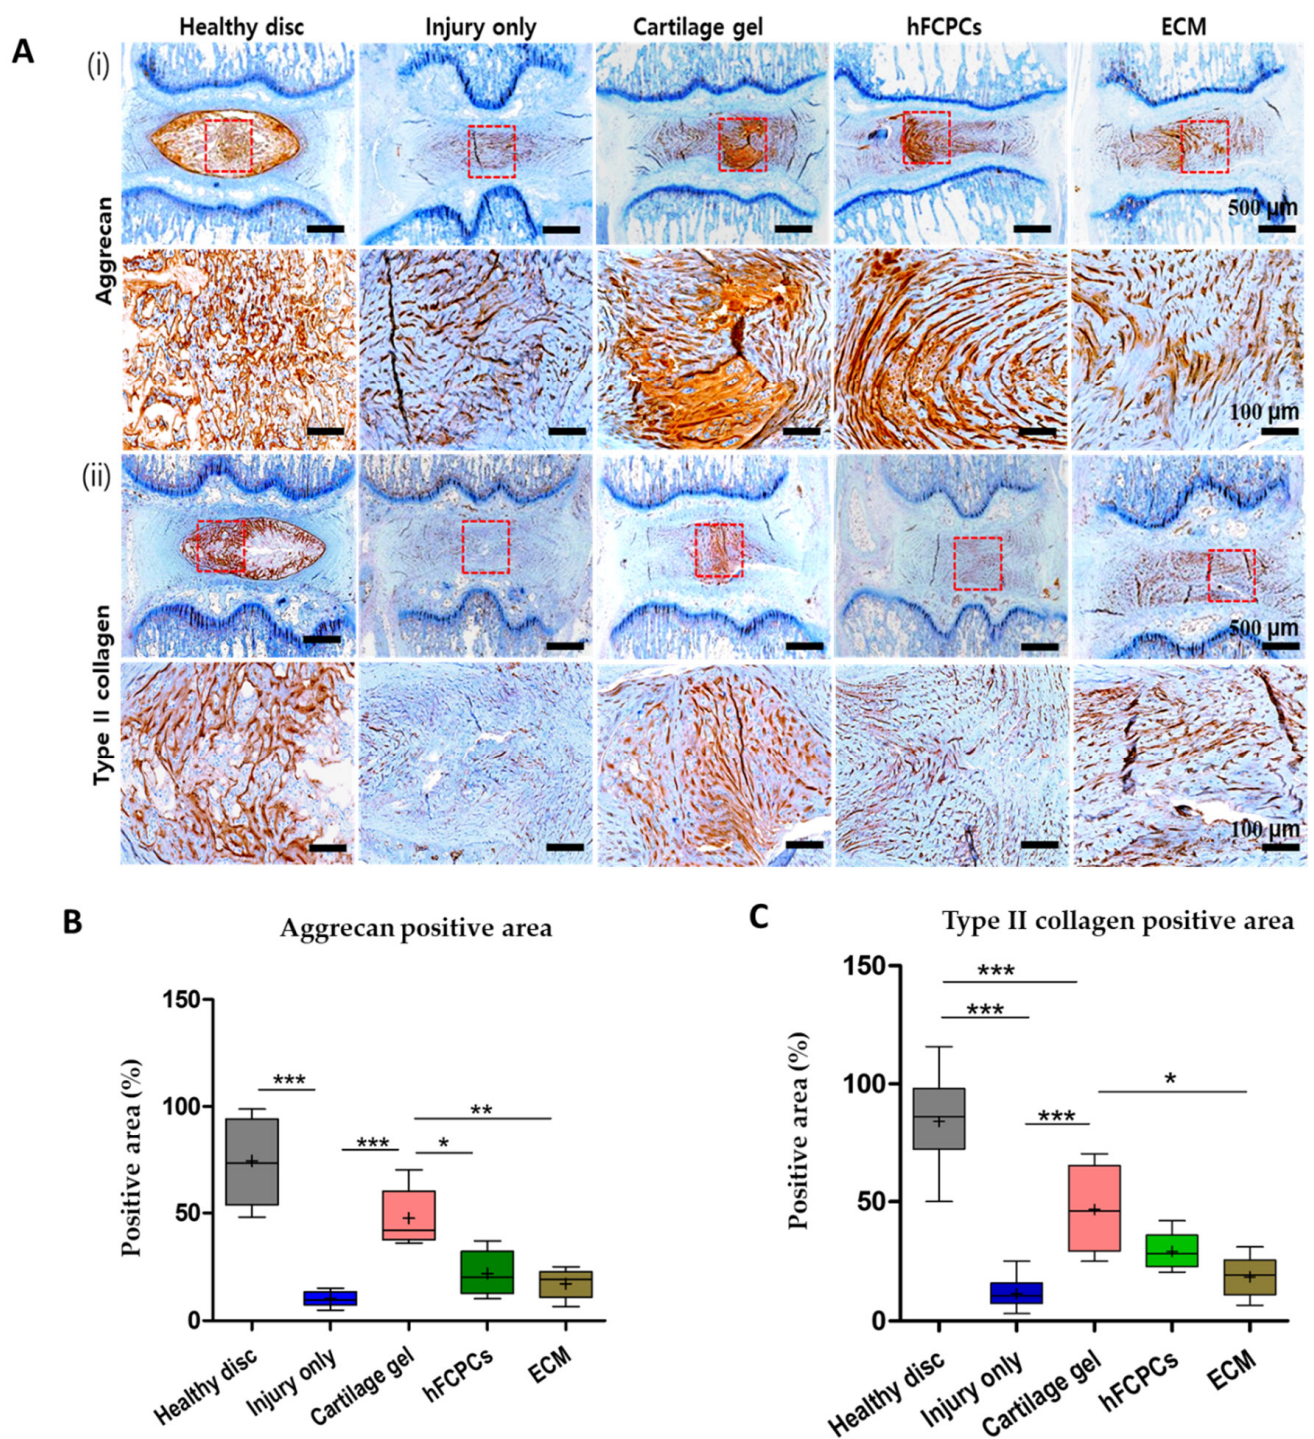 A
Healthy disc Injury only Cartilage gel hFCPCs ECM
(i)
Aggrecan
500 µm
100 µm
(ii)
Type II collagen
500 µm
100 µm
B
Aggrecan positive area
Positive area (%)
150
100
50
0
***
***
*
**
Healthy disc
Injury only
Cartilage gel
hFCPCs
ECM
C
Type II collagen positive area
Positive area (%)
150
100
50
0
***
***
***
*
Healthy disc
Injury only
Cartilage gel
hFCPCs
ECM